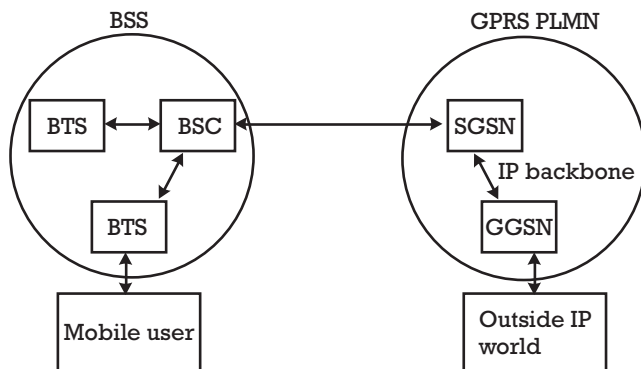 BSS
GPRS PLMN
BTS
BSC
SGSN
IP backbone
BTS
GGSN
Mobile user
Outside IP
world